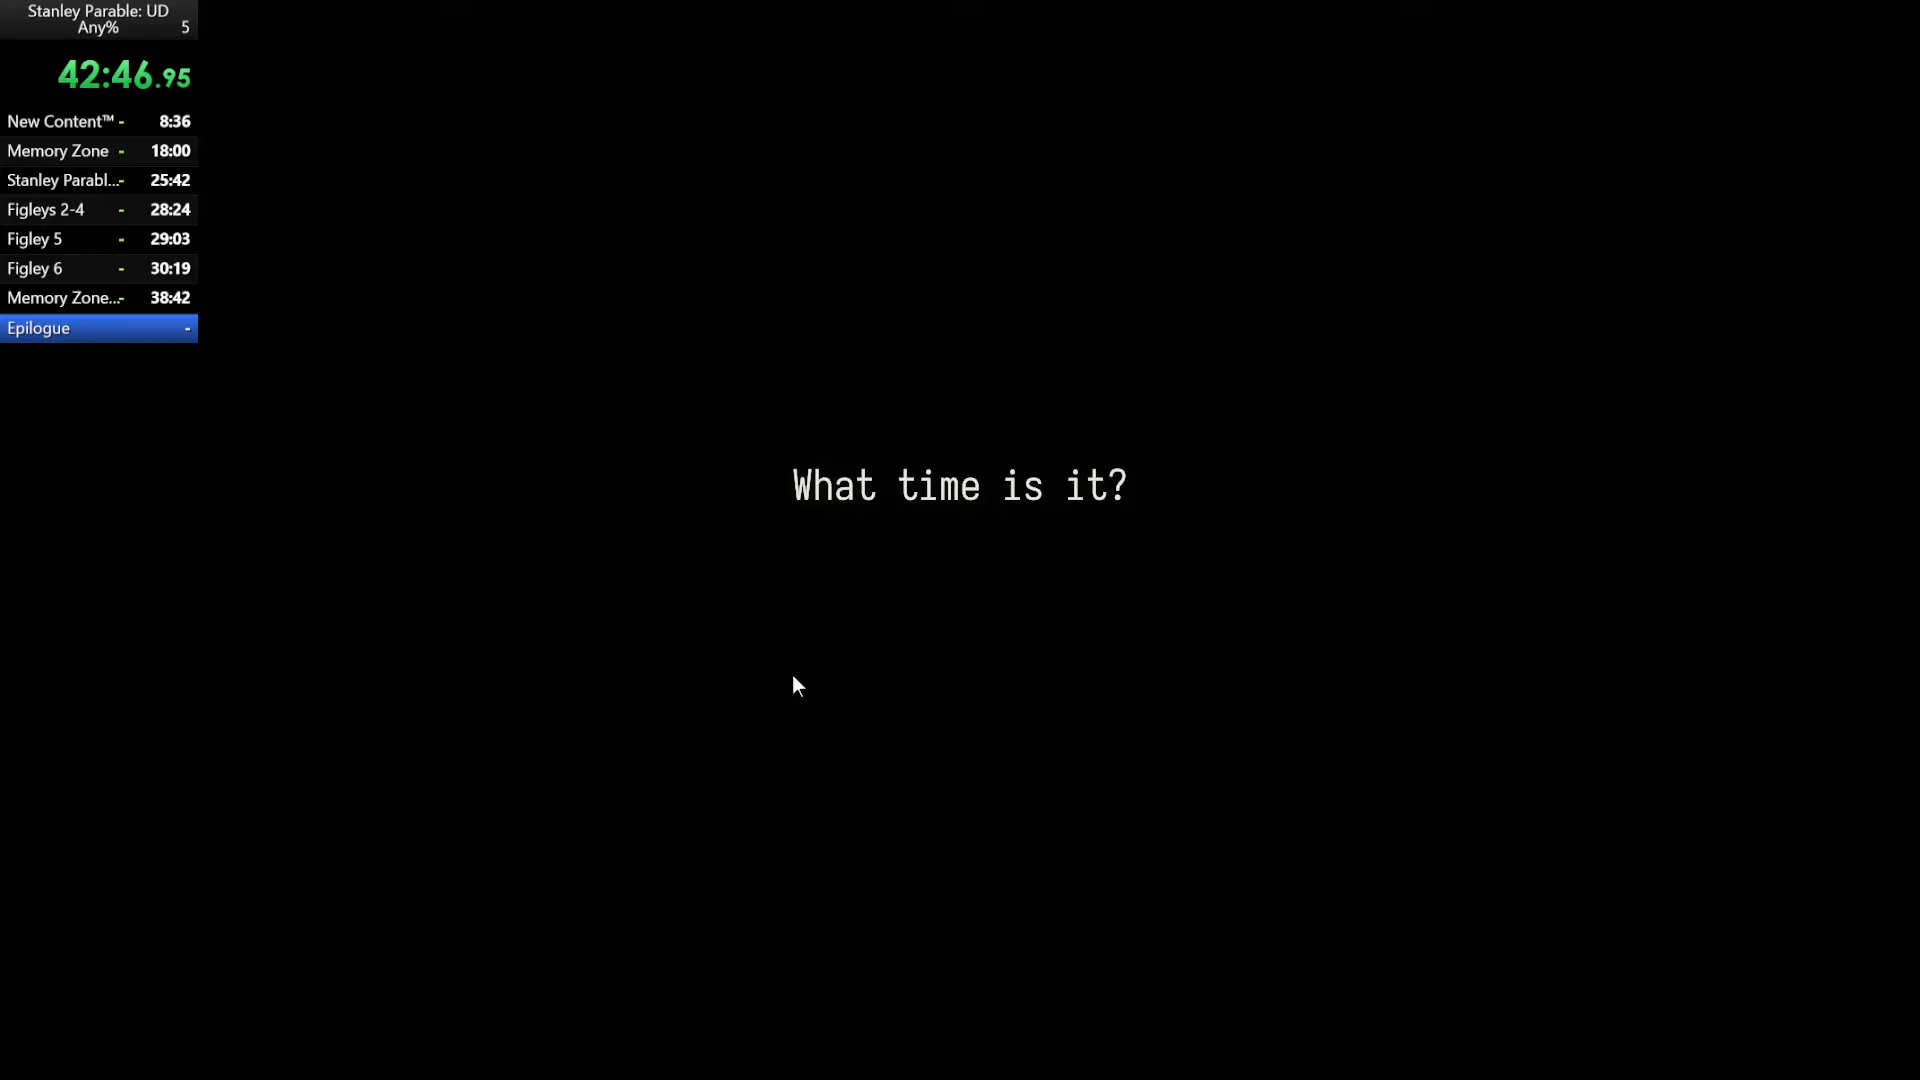 Stanley Parable: UD
Any% 5
42:46.95
New Content™ - 8:36
Memory Zone - 18:00
Stanley Parabl...- 25:42
Figleys 2-4 - 28:24
Figley 5 - 29:03
Figley 6 - 30:19
Memory Zone...- 38:42
Epilogue -
What time is it?